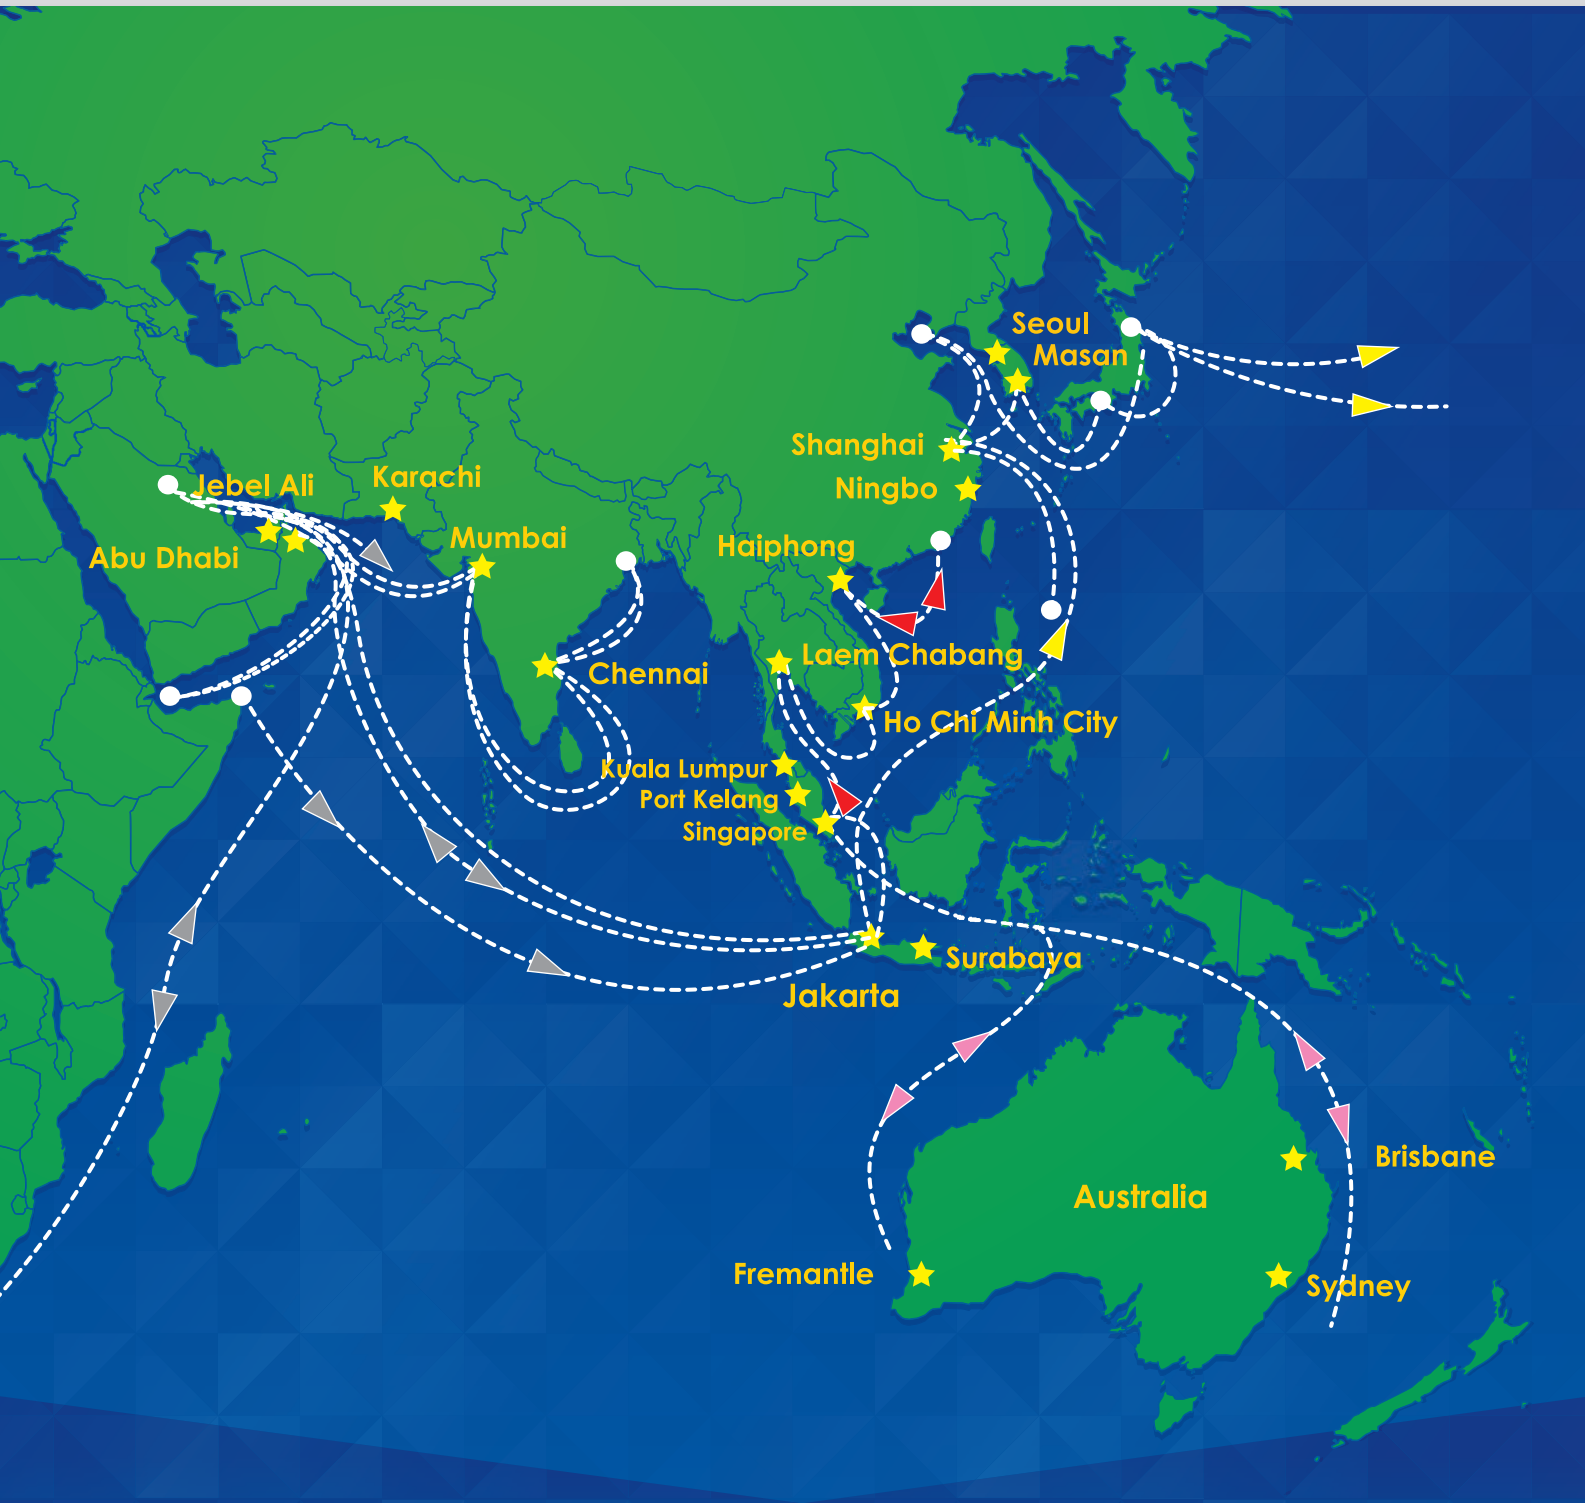 Seoul
Masan
Shanghai
Ningbo
Jebel Ali
Karachi
Abu Dhabi
Mumbai
Haiphong
Laem Chabang
Chennai
Ho Chi Minh City
Kuala Lumpur
Port Kelang
Singapore
Surabaya
Jakarta
Brisbane
Australia
Fremantle
Sydney